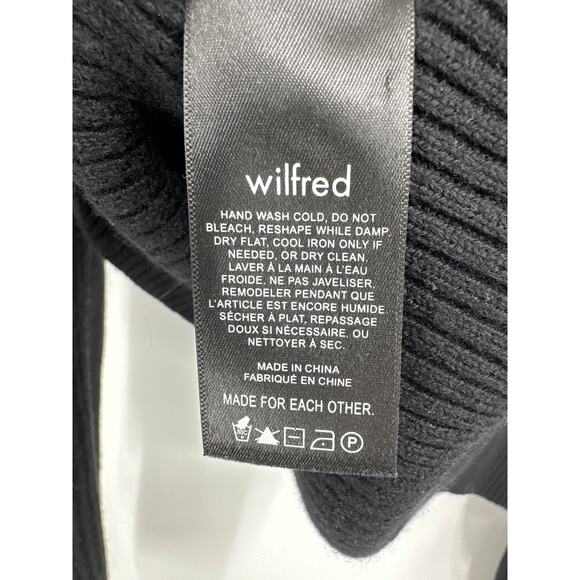 wilfred
HAND WASH COLD, DO NOT
BLEACH, RESHAPE WHILE DAMP,
DRY FLAT, COOL IRON ONLY IF
NEEDED, OR DRY CLEAN.
LAVER À LA MAIN À L'EAU
FROIDE, NE PAS JAVELISER,
REMODELER PENDANT QUE
L'ARTICLE EST ENCORE HUMIDE.
SÉCHER À PLAT, REPASSAGE
DOUX SI NÉCESSAIRE, OU
NETTOYER À SEC.
MADE IN CHINA
FABRIQUÉ EN CHINE
MADE FOR EACH OTHER.
P